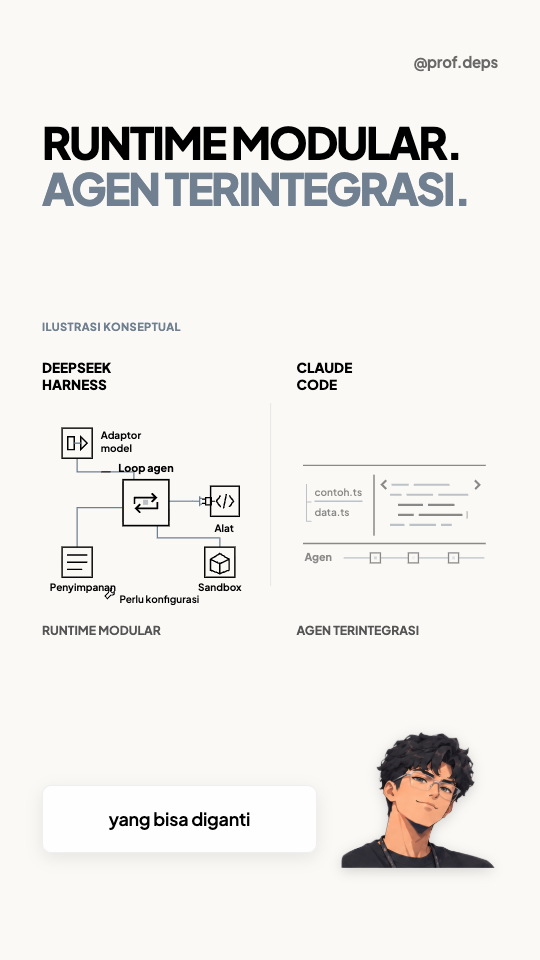 @prof.deps
RUNTIME MODULAR.
AGEN TERINTEGRASI.
ILUSTRASI KONSEPTUAL
DEEPSEEK
HARNESS
Adaptor
model
Loop agen
Alat
Penyimpanan
Sandbox
Perlu konfigurasi
RUNTIME MODULAR
CLAUDE
CODE
contoh.ts
data.ts
Agen
AGEN TERINTEGRASI
yang bisa diganti